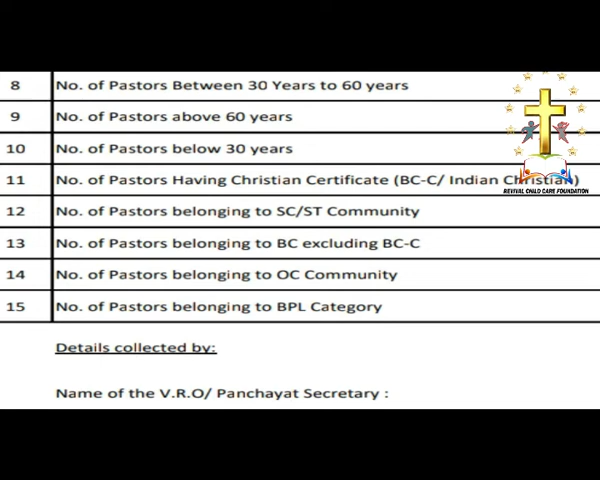 8 No. of Pastors Between 30 Years to 60 years
9 No. of Pastors above 60 years
10 No. of Pastors below 30 years
11 No. of Pastors Having Christian Certificate (BC-C/ Indian Christian)
REVIVAL CHILD CARE FOUNDATION
12 No. of Pastors belonging to SC/ST Community
13 No. of Pastors belonging to BC excluding BC-C
14 No. of Pastors belonging to OC Community
15 No. of Pastors belonging to BPL Category
Details collected by:
Name of the V.R.O/ Panchayat Secretary :